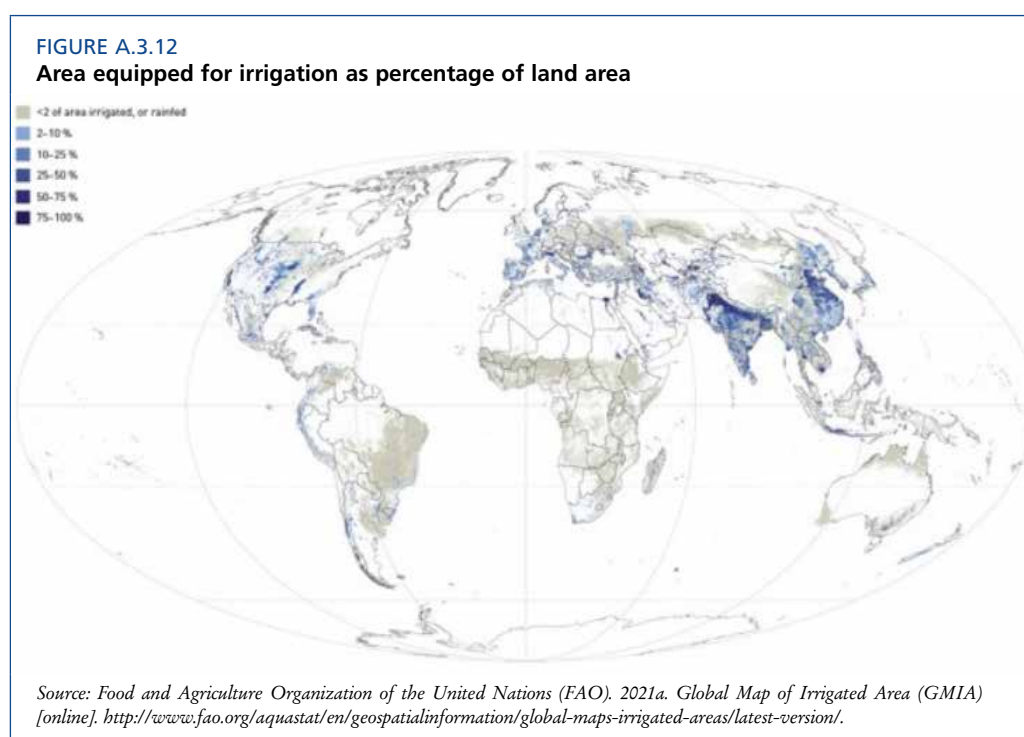 FIGURE A.3.12
Area equipped for irrigation as percentage of land area
<2 of area irrigated, or rainfed
2–10 %
10–25 %
25–50 %
50–75 %
75–100 %
Source: Food and Agriculture Organization of the United Nations (FAO). 2021a. Global Map of Irrigated Area (GMIA)
[online]. http://www.fao.org/aquastat/en/geospatialinformation/global-maps-irrigated-areas/latest-version/.